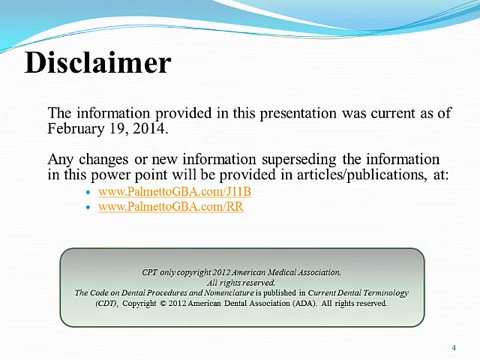 Disclaimer
The information provided in this presentation was current as of
February 19, 2014.
Any changes or new information superseding the information
in this power point will be provided in articles/publications, at:
• www.PalmettoGBA.com/J11B
• www.PalmettoGBA.com/RR
CPT only copyright 2012 American Medical Association.
All rights reserved.
The Code on Dental Procedures and Nomenclature is published in Current Dental Terminology
(CDT), Copyright © 2012 American Dental Association (ADA). All rights reserved.
4